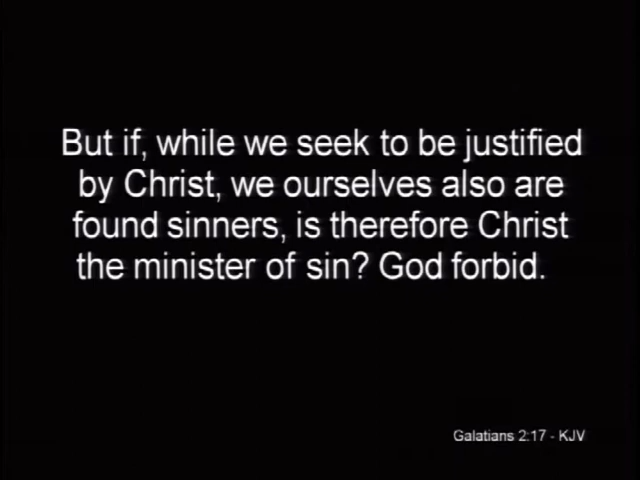 But if, while we seek to be justified
by Christ, we ourselves also are
found sinners, is therefore Christ
the minister of sin? God forbid.
Galatians 2:17 - KJV